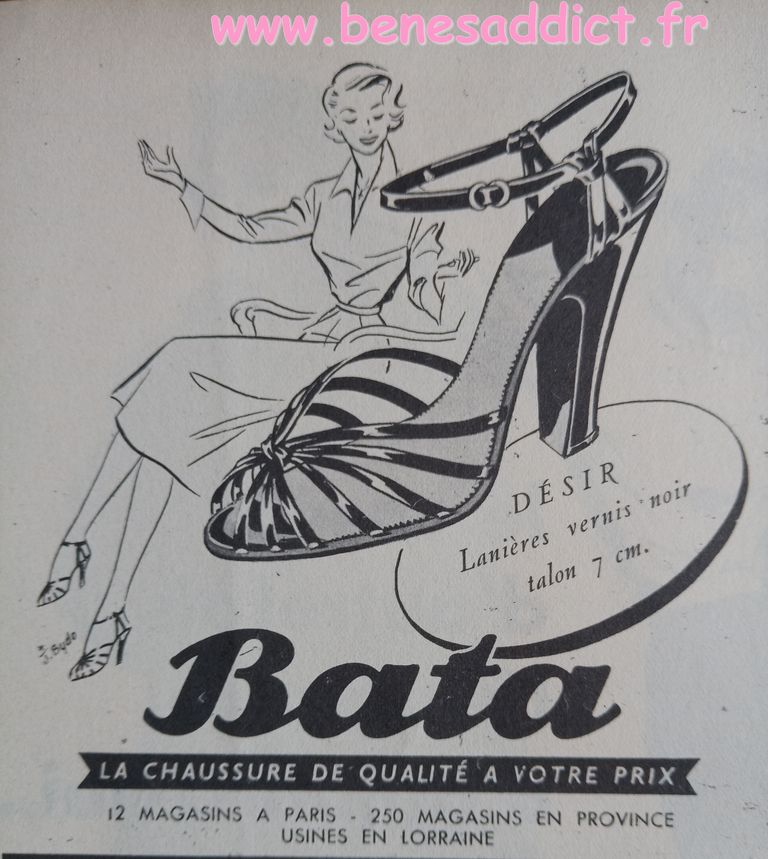 www.benesaddict.fr
DÉSIR
Lanières vernis noir
talon 7 cm.
J. Bydo
Bata
LA CHAUSSURE DE QUALITÉ A VOTRE PRIX
12 MAGASINS A PARIS - 250 MAGASINS EN PROVINCE
USINES EN LORRAINE